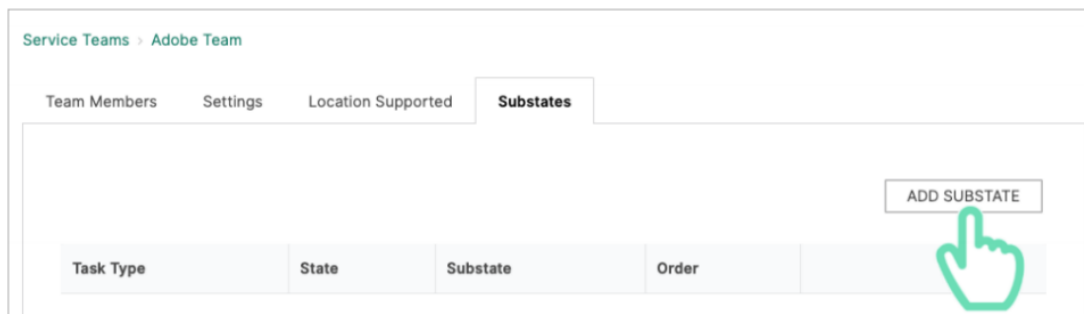 Service Teams › Adobe Team
Team Members Settings Location Supported Substates
ADD SUBSTATE
Task Type State Substate Order